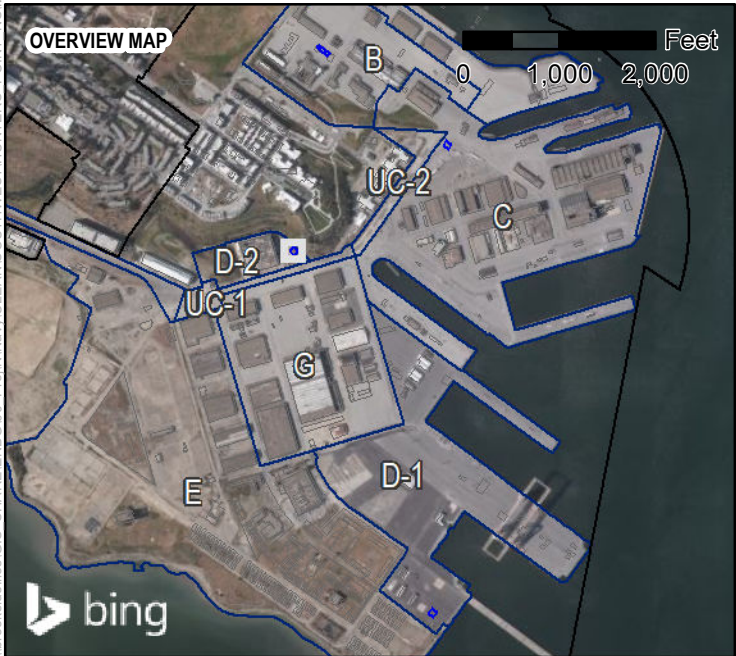 OVERVIEW MAP
Feet
0 1,000 2,000
B
UC-2
C
D-2
UC-1
G
D-1
E
bing